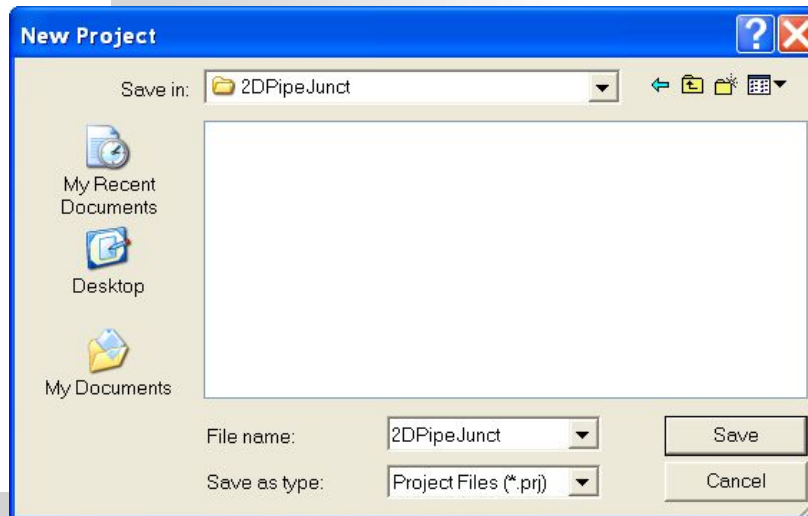 New Project
Save in: 2DPipeJunct
My Recent
Documents
Desktop
My Documents
File name: 2DPipeJunct Save
Save as type: Project Files (*.prj) Cancel